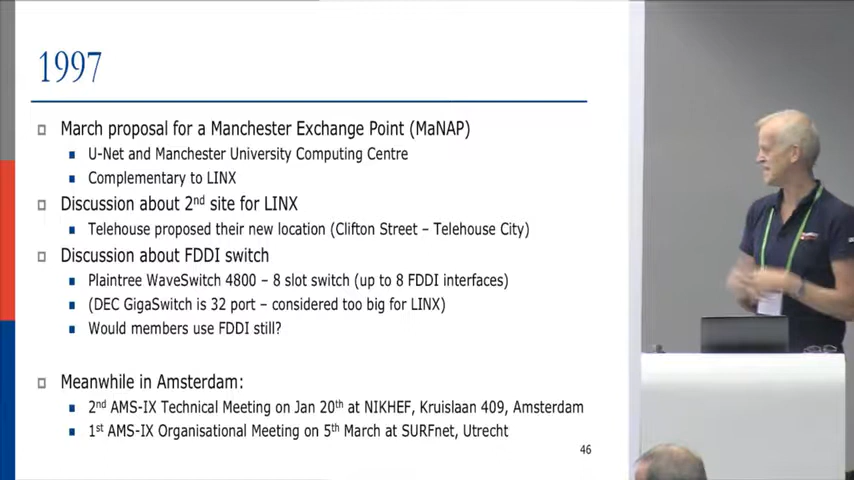 1997
March proposal for a Manchester Exchange Point (MaNAP)
U-Net and Manchester University Computing Centre
Complementary to LINX
Discussion about 2nd site for LINX
Telehouse proposed their new location (Clifton Street – Telehouse City)
Discussion about FDDI switch
Plaintree WaveSwitch 4800 – 8 slot switch (up to 8 FDDI interfaces)
(DEC GigaSwitch is 32 port – considered too big for LINX)
Would members use FDDI still?
Meanwhile in Amsterdam:
2nd AMS-IX Technical Meeting on Jan 20th at NIKHEF, Kruislaan 409, Amsterdam
1st AMS-IX Organisational Meeting on 5th March at SURFnet, Utrecht
46